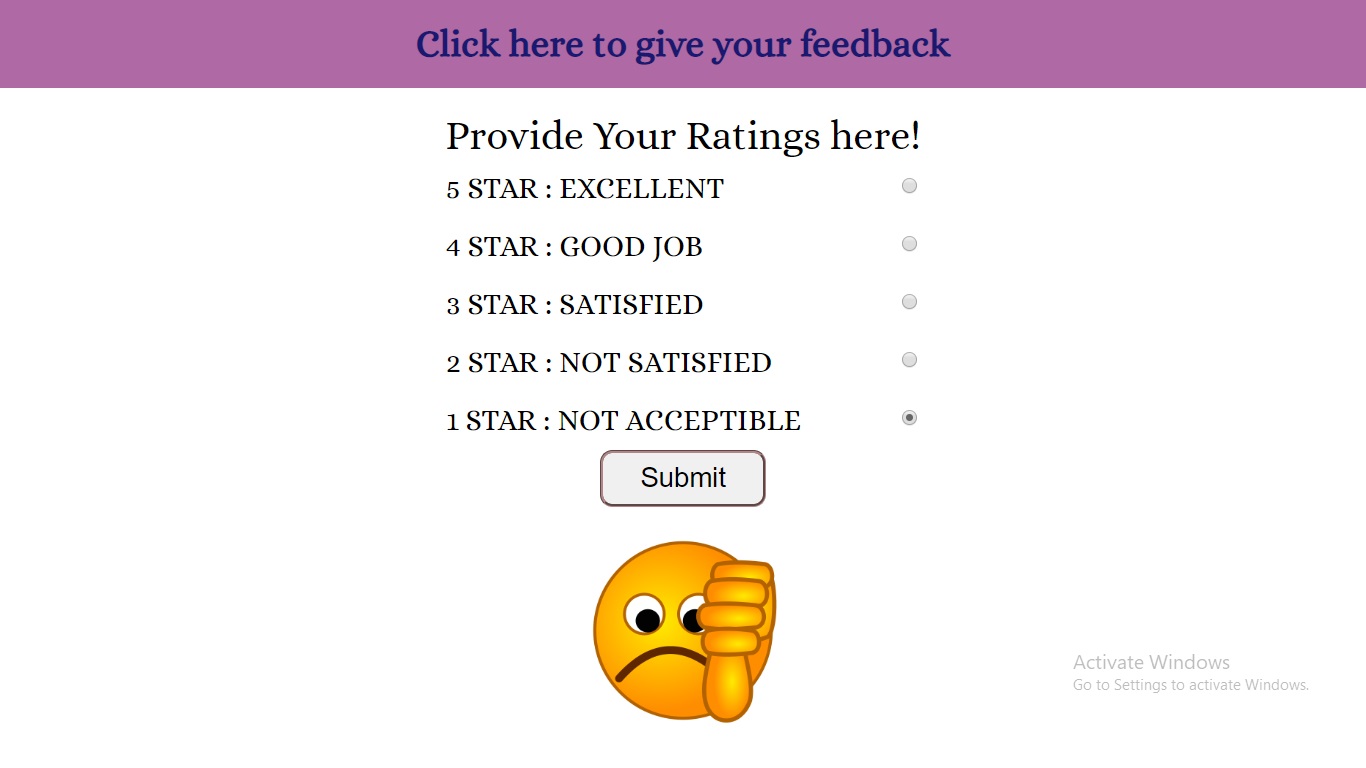 Click here to give your feedback
Provide Your Ratings here!
5 STAR : EXCELLENT
4 STAR : GOOD JOB
3 STAR : SATISFIED
2 STAR : NOT SATISFIED
1 STAR : NOT ACCEPTIBLE
Submit
Activate Windows
Go to Settings to activate Windows.